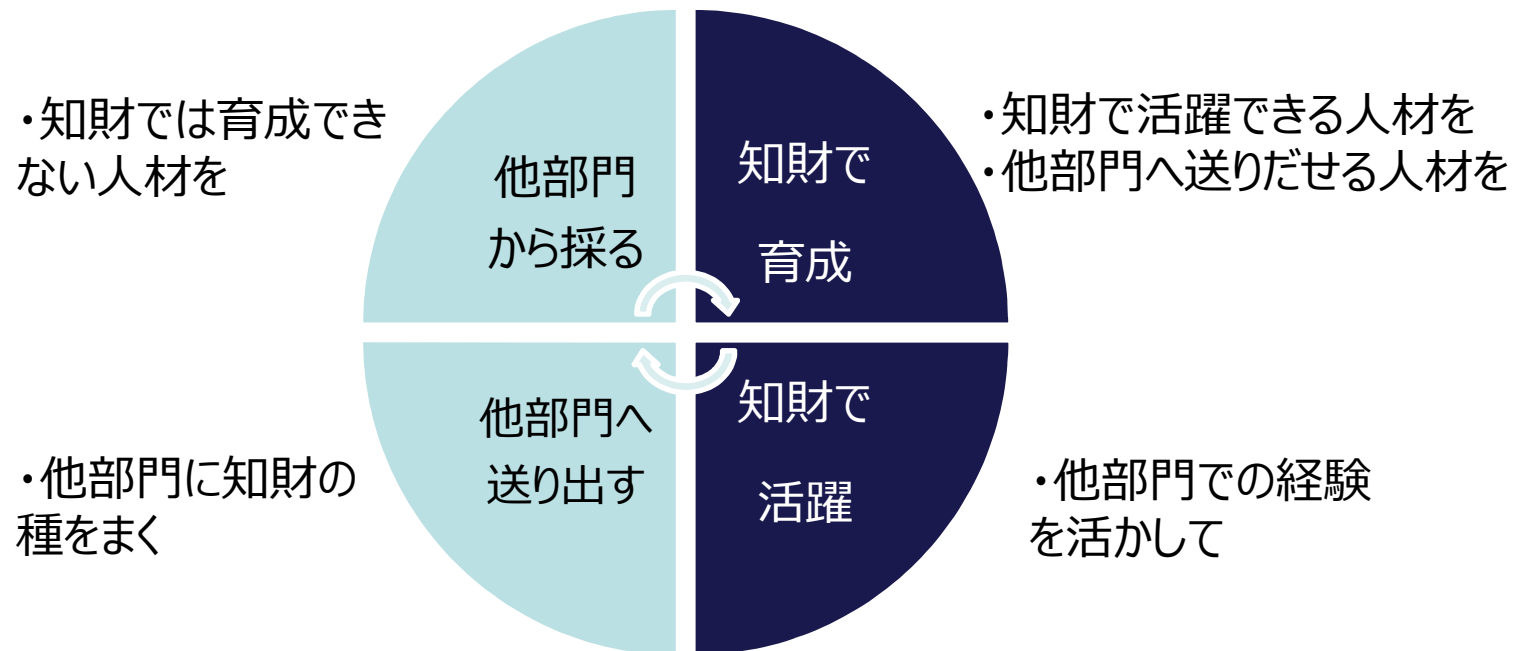 ・知財では育成でき
ない人材を
他部門
から採る
知財で
育成
・知財で活躍できる人材を
・他部門へ送りだせる人材を
・他部門に知財の
種をまく
他部門へ
送り出す
知財で
活躍
・他部門での経験
を活かして